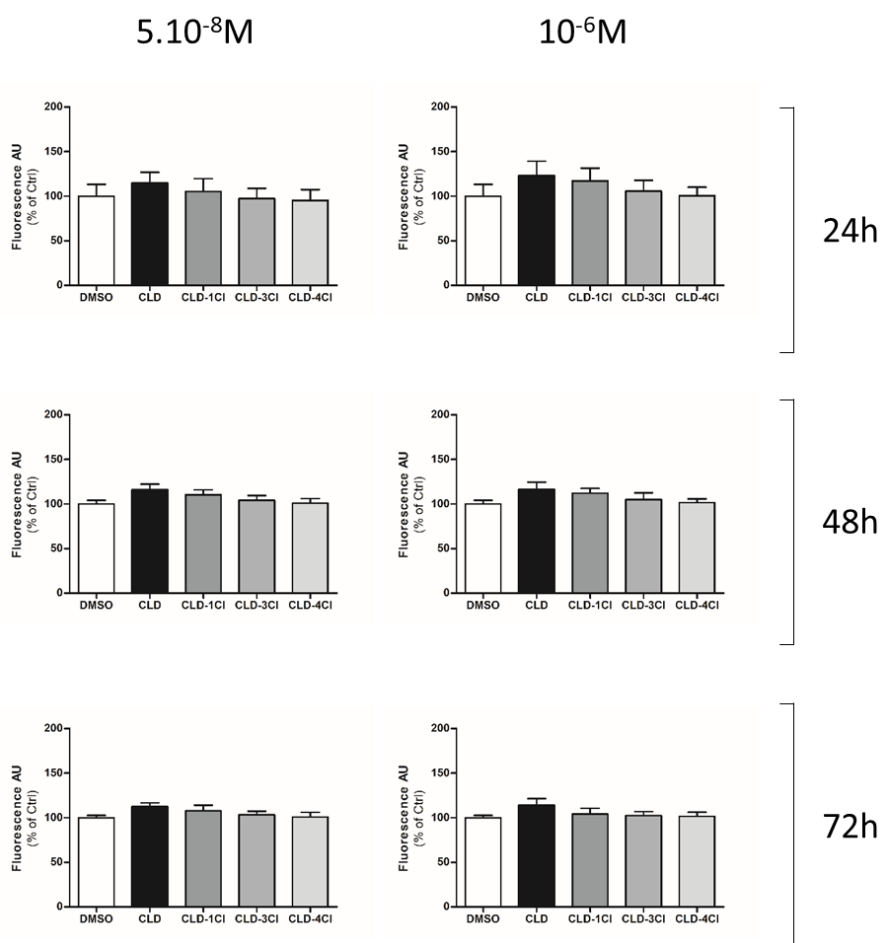 5.10⁻⁸M
10⁻⁶M
Fluorescence AU
(% of Ctrl)
200
150
100
50
0
DMSO CLD CLD-1Cl CLD-3Cl CLD-4Cl
Fluorescence AU
(% of Ctrl)
200
150
100
50
0
DMSO CLD CLD-1Cl CLD-3Cl CLD-4Cl
24h
Fluorescence AU
(% of Ctrl)
200
150
100
50
0
DMSO CLD CLD-1Cl CLD-3Cl CLD-4Cl
Fluorescence AU
(% of Ctrl)
200
150
100
50
0
DMSO CLD CLD-1Cl CLD-3Cl CLD-4Cl
48h
Fluorescence AU
(% of Ctrl)
200
150
100
50
0
DMSO CLD CLD-1Cl CLD-3Cl CLD-4Cl
Fluorescence AU
(% of Ctrl)
200
150
100
50
0
DMSO CLD CLD-1Cl CLD-3Cl CLD-4Cl
72h